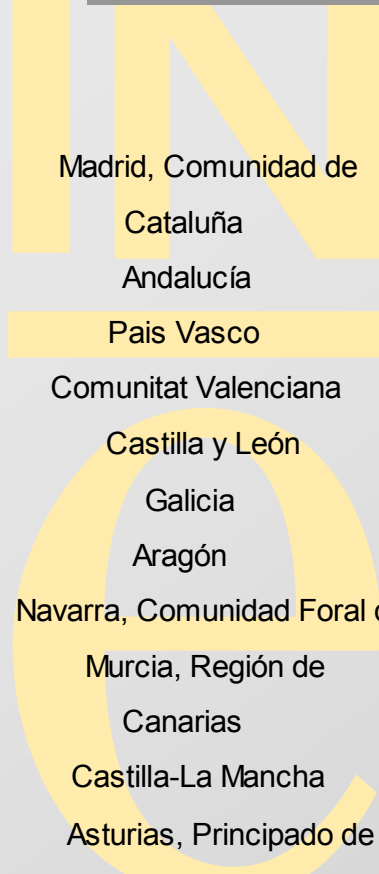 Madrid, Comunidad de
Cataluña
Andalucía
Pais Vasco
Comunitat Valenciana
Castilla y León
Galicia
Aragón
Navarra, Comunidad Foral
Murcia, Región de
Canarias
Castilla-La Mancha
Asturias, Principado de